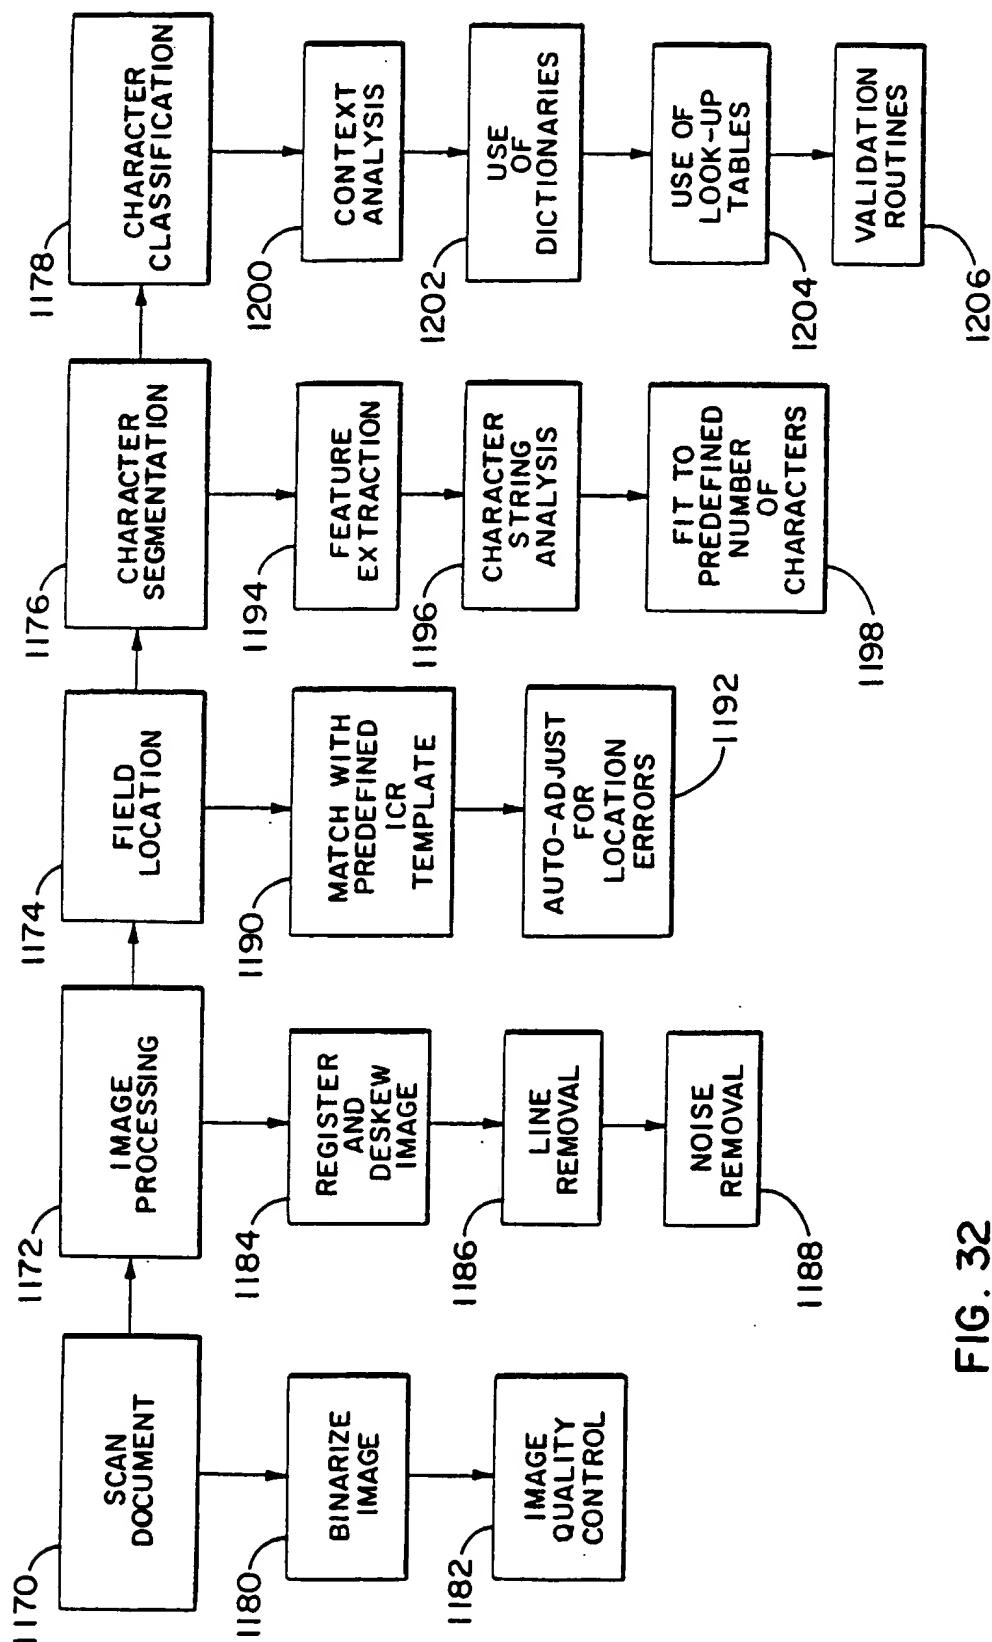 1170
SCAN
DOCUMENT
1172
IMAGE
PROCESSING
1174
FIELD
LOCATION
1176
CHARACTER
SEGMENTATION
1178
CHARACTER
CLASSIFICATION
1180
BINARIZE
IMAGE
1182
IMAGE
QUALITY
CONTROL
1184
REGISTER
AND
DESKEW
IMAGE
1186
LINE
REMOVAL
1188
NOISE
REMOVAL
1190
MATCH WITH
PREDEFINED
ICR
TEMPLATE
1192
AUTO-ADJUST
FOR
LOCATION
ERRORS
1194
FEATURE
EXTRACTION
1196
CHARACTER
STRING
ANALYSIS
1198
FIT TO
PREDEFINED
NUMBER
OF
CHARACTERS
1200
CONTEXT
ANALYSIS
1202
USE
OF
DICTIONARIES
1204
USE OF
LOOK-UP
TABLES
1206
VALIDATION
ROUTINES
FIG. 32